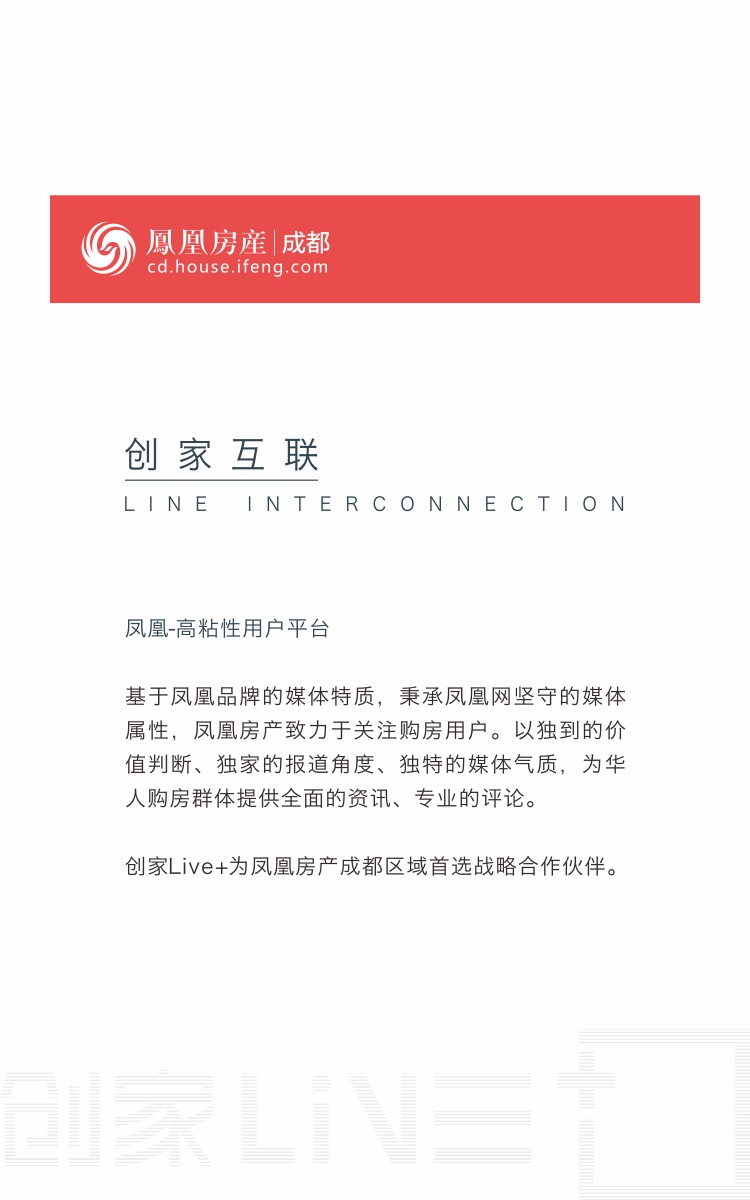 鳳凰房産|成都
cd.house.ifeng.com
创家互联
LINE INTERCONNECTION
凤凰-高粘性用户平台
基于凤凰品牌的媒体特质，秉承凤凰网坚守的媒体
属性，凤凰房产致力于关注购房用户。以独到的价
值判断、独家的报道角度、独特的媒体气质，为华
人购房群体提供全面的资讯、专业的评论。
创家Live+为凤凰房产成都区域首选战略合作伙伴。
创家LiVE+